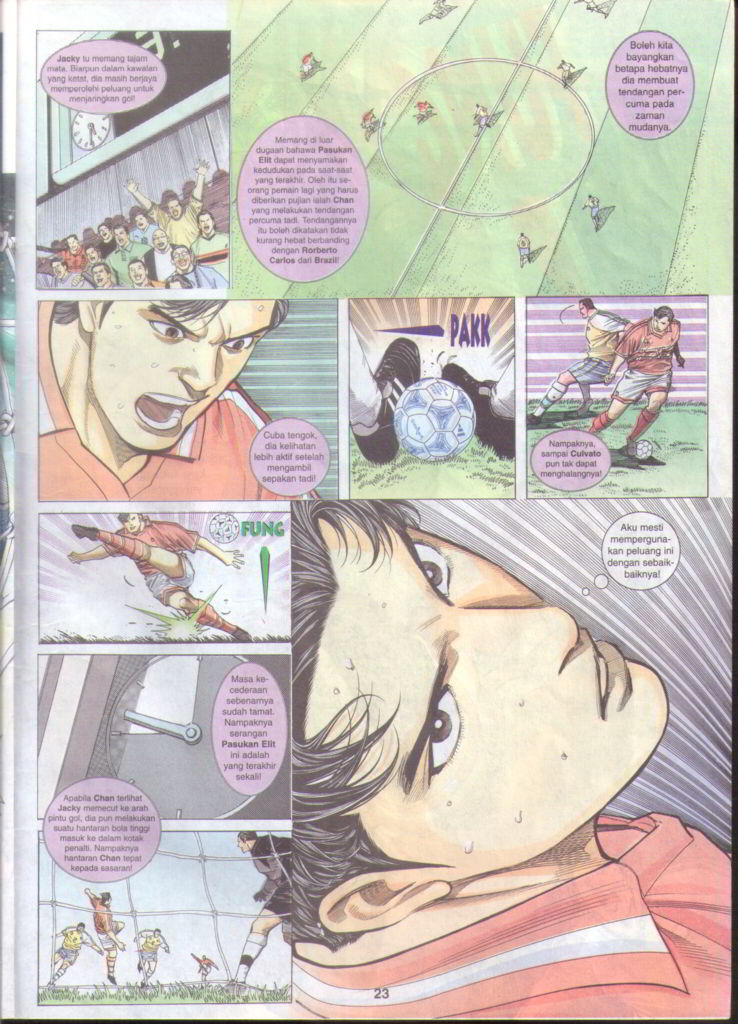 Jacky tu memang tajam
mata. Biarpun dalam kawalan
yang ketat, dia masih berjaya
memperolehi peluang untuk
menjaringkan gol!
Boleh kita
bayangkan
betapa hebatnya
dia membuat
tendangan per-
cuma pada
zaman
mudanya.
Memang di luar
dugaan bahawa Pasukan
Elit dapat menyamakan
kedudukan pada saat-saat
yang terakhir. Oleh itu se-
orang pemain lagi yang harus
diberikan pujian ialah Chan
yang melakukan tendangan
percuma tadi. Tendangannya
itu boleh dikatakan tidak
kurang hebat berbanding
dengan Rorberto
Carlos dari Brazil!
Cuba tengok,
dia kelihatan
lebih aktif setelah
mengambil
sepakan tadi!
PAKK
Nampaknya,
sampai Culvato
pun tak dapat
menghalangnya!
FUNG
!
Aku mesti
memperguna-
kan peluang ini
dengan sebaik-
baiknya!
Masa ke-
cederaan
sebenarnya
sudah tamat.
Nampaknya
serangan
Pasukan Elit
ini adalah
yang terakhir
sekali!
Apabila Chan terlihat
Jacky memecut ke arah
pintu gol, dia pun melakukan
suatu hantaran bola tinggi
masuk ke dalam kotak
penalti. Nampaknya
hantaran Chan tepat
kepada sasaran!
23